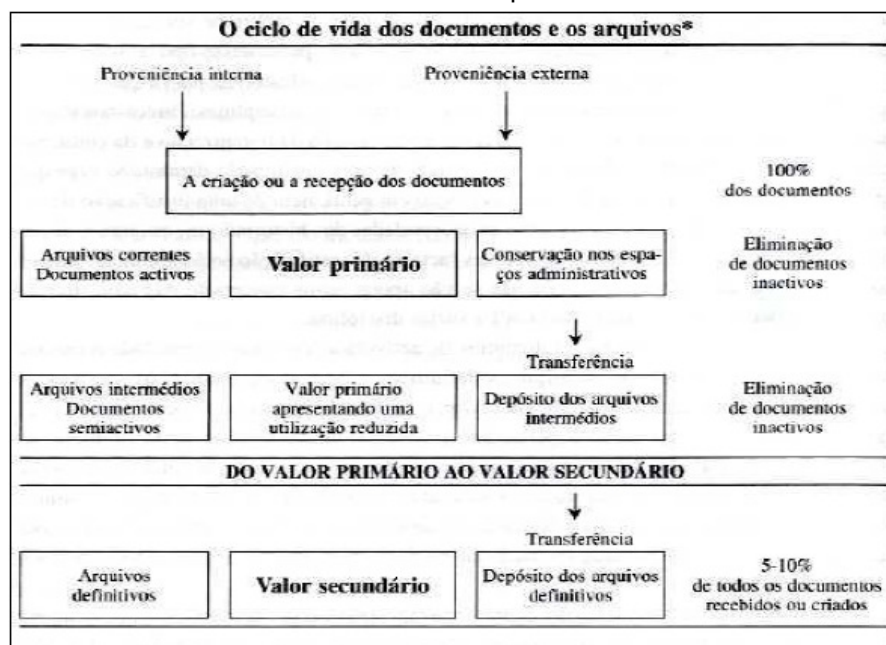 O ciclo de vida dos documentos e os arquivos*
Proveniência interna
Proveniência externa
A criação ou a recepção dos documentos
100%
dos documentos
Arquivos correntes
Documentos activos
Valor primário
Conservação nos espa-
ços administrativos
Eliminação
de documentos
inactivos
Transferência
Arquivos intermédios
Documentos
semiactivos
Valor primário
apresentando uma
utilização reduzida
Depósito dos arquivos
intermédios
Eliminação
de documentos
inactivos
DO VALOR PRIMÁRIO AO VALOR SECUNDÁRIO
Transferência
Arquivos
definitivos
Valor secundário
Depósito dos arquivos
definitivos
5-10%
de todos os documentos
recebidos ou criados